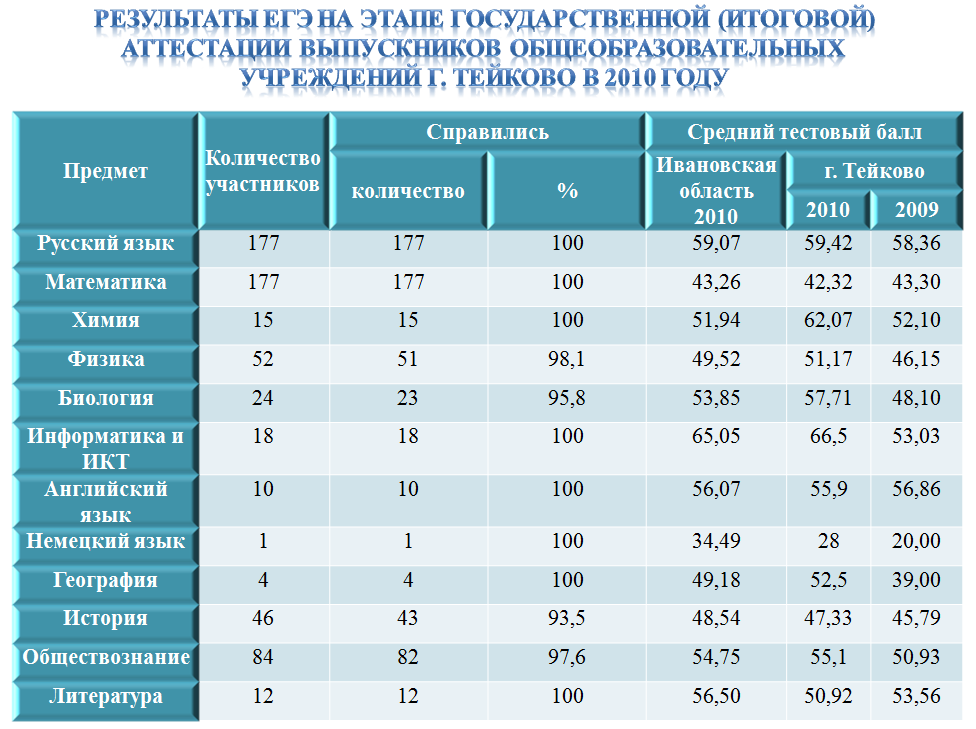 РЕЗУЛЬТАТЫ ЕГЭ НА ЭТАПЕ ГОСУДАРСТВЕННОЙ (ИТОГОВОЙ)
АТТЕСТАЦИИ ВЫПУСКНИКОВ ОБЩЕОБРАЗОВАТЕЛЬНЫХ
УЧРЕЖДЕНИЙ Г. ТЕЙКОВО В 2010 ГОДУ
Предмет
Количество
участников
Справились
Средний тестовый балл
количество
%
Ивановская
область
2010
г. Тейково
2010
2009
Русский язык 177 177 100 59,07 59,42 58,36
Математика 177 177 100 43,26 42,32 43,30
Химия 15 15 100 51,94 62,07 52,10
Физика 52 51 98,1 49,52 51,17 46,15
Биология 24 23 95,8 53,85 57,71 48,10
Информатика и
ИКТ
18 18 100 65,05 66,5 53,03
Английский
язык
10 10 100 56,07 55,9 56,86
Немецкий язык 1 1 100 34,49 28 20,00
География 4 4 100 49,18 52,5 39,00
История 46 43 93,5 48,54 47,33 45,79
Обществознание 84 82 97,6 54,75 55,1 50,93
Литература 12 12 100 56,50 50,92 53,56